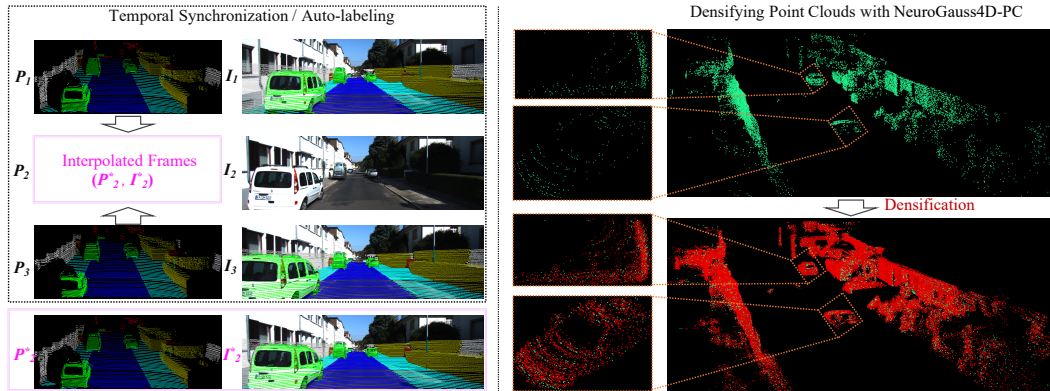 Temporal Synchronization / Auto-labeling
P1
I1
P2
Interpolated Frames
(P*2 , I*2)
I2
P3
I3
P*2
I*2
Densifying Point Clouds with NeuroGauss4D-PC
Densification